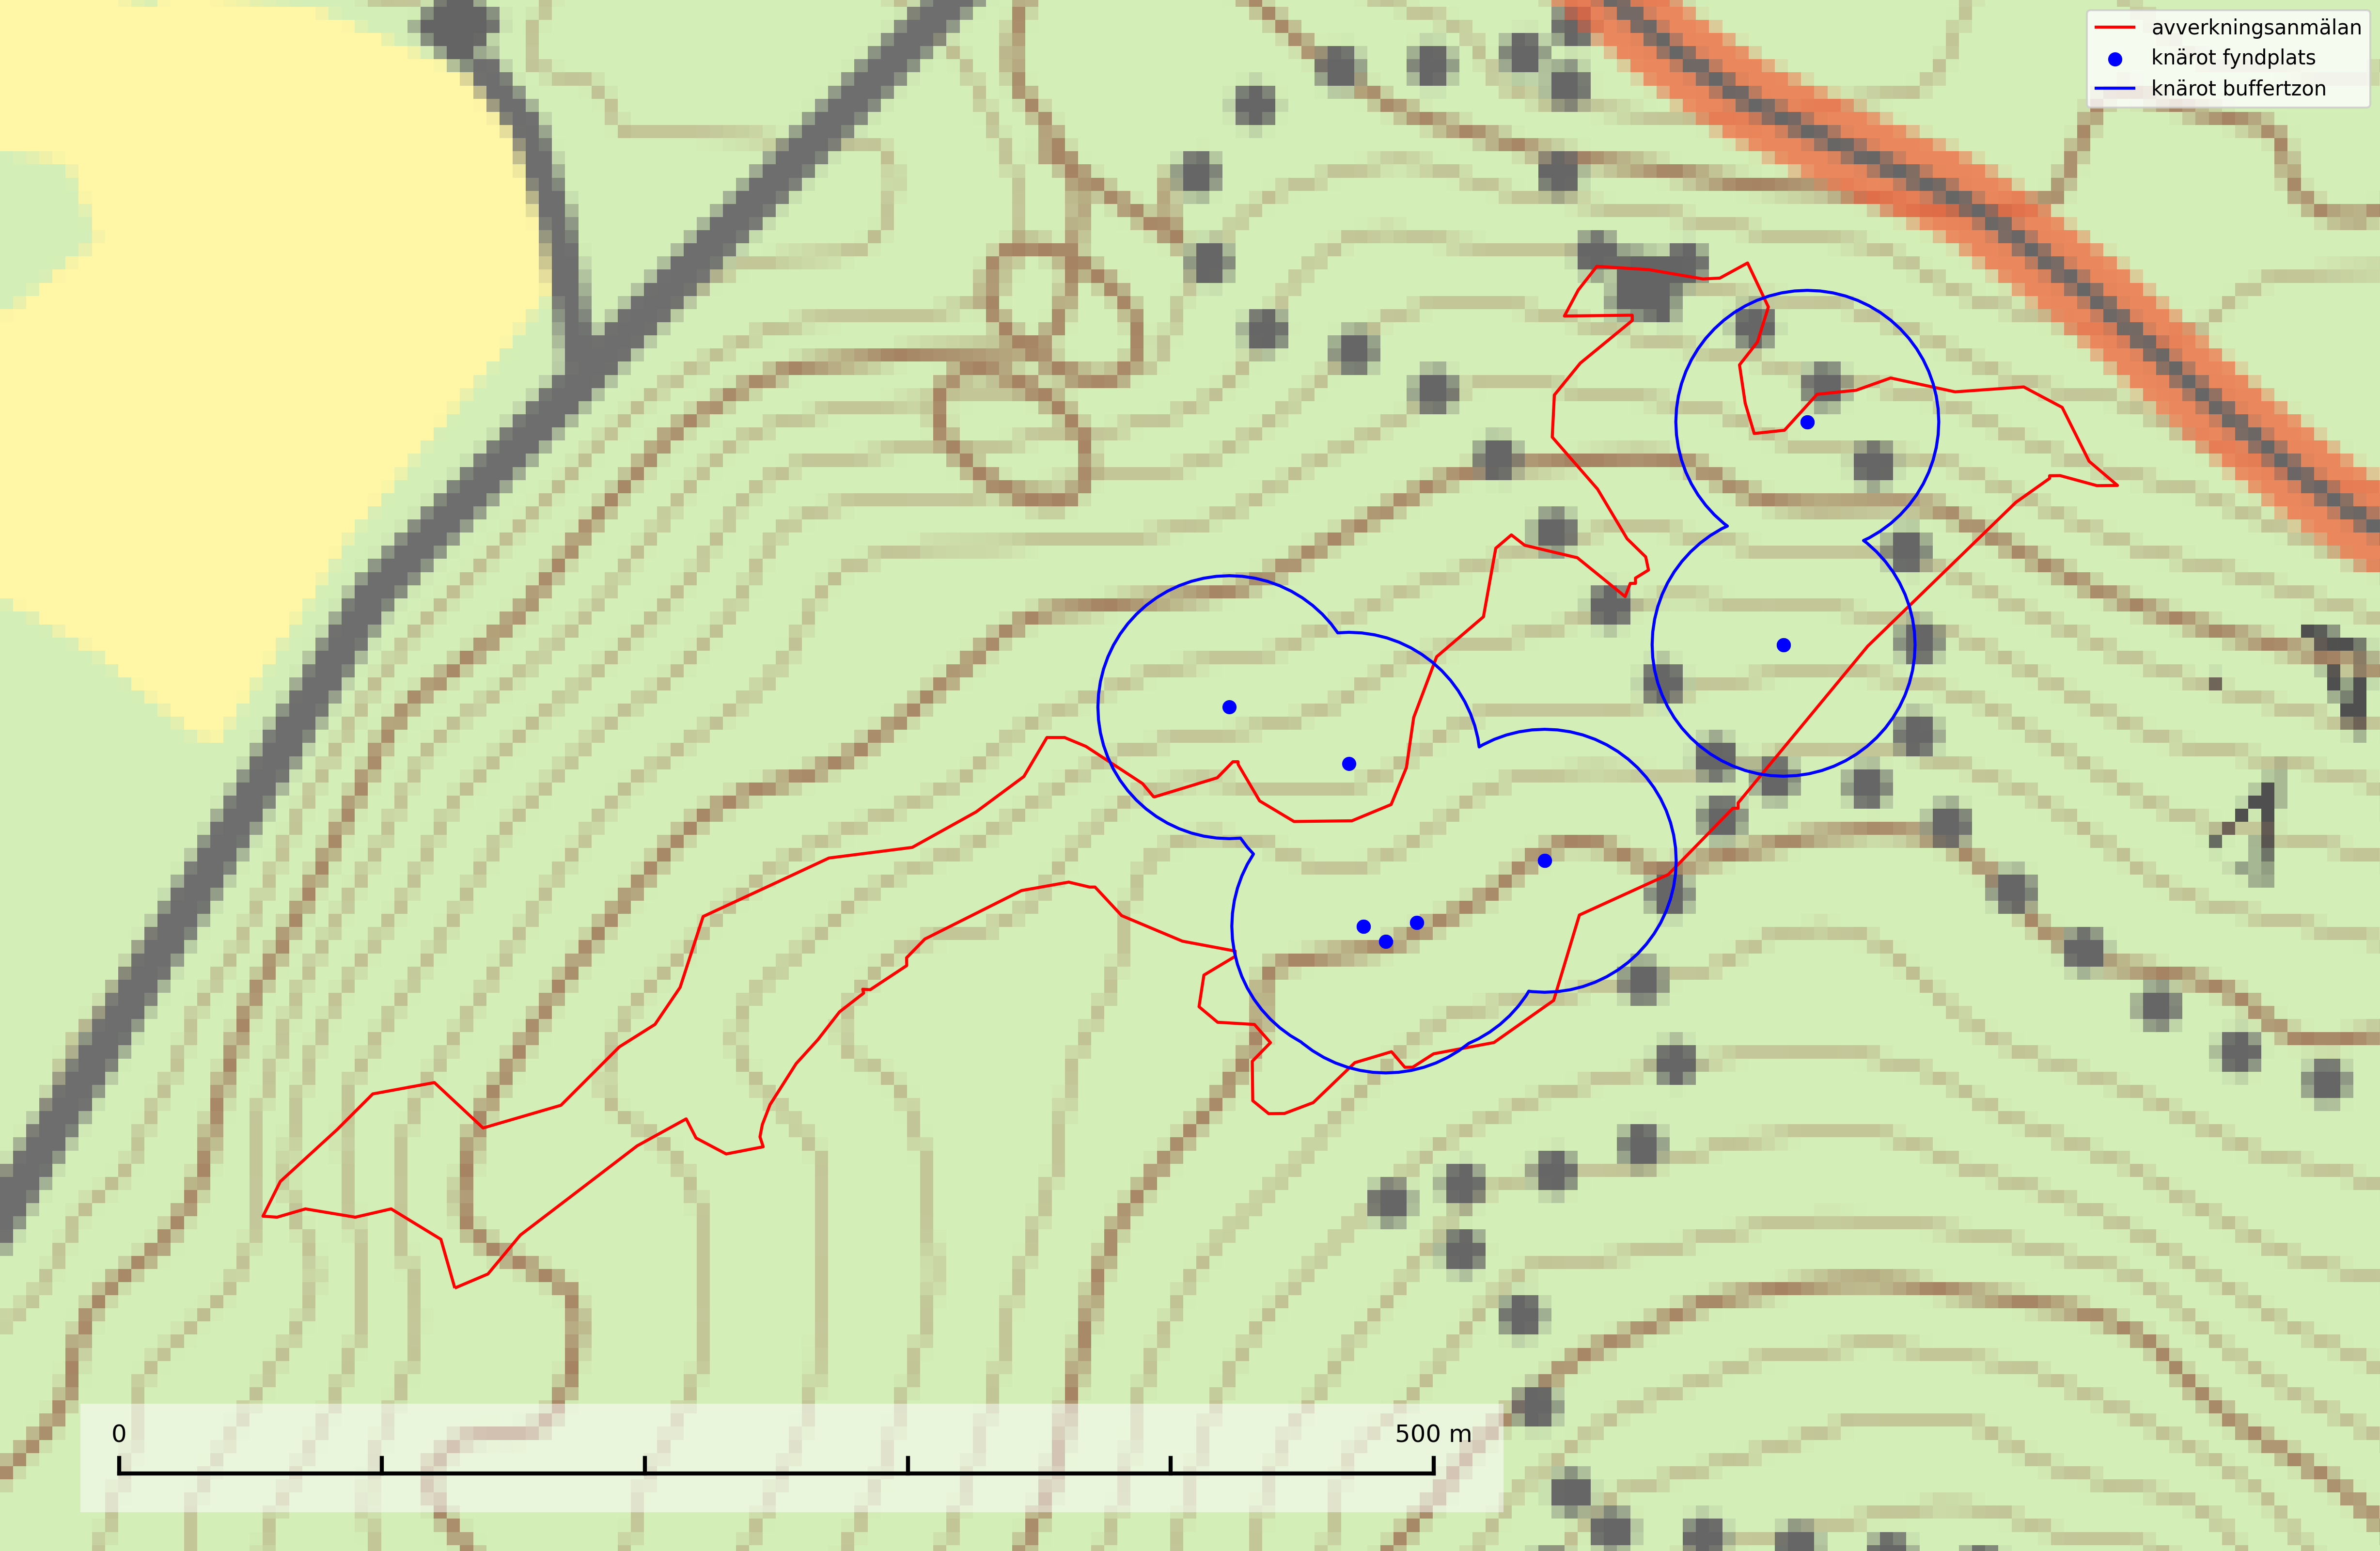 avverkningsanmälan
knärot fyndplats
knärot buffertzon
0
500 m